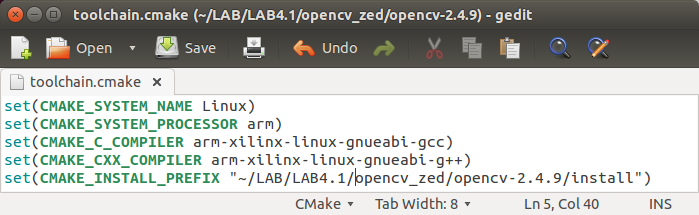 toolchain.cmake (~/LAB/LAB4.1/opencv_zed/opencv-2.4.9) - gedit
Open Save Undo
toolchain.cmake ×
set(CMAKE_SYSTEM_NAME Linux)
set(CMAKE_SYSTEM_PROCESSOR arm)
set(CMAKE_C_COMPILER arm-xilinx-linux-gnueabi-gcc)
set(CMAKE_CXX_COMPILER arm-xilinx-linux-gnueabi-g++)
set(CMAKE_INSTALL_PREFIX "~/LAB/LAB4.1/opencv_zed/opencv-2.4.9/install")
CMake Tab Width: 8 Ln 5, Col 40 INS